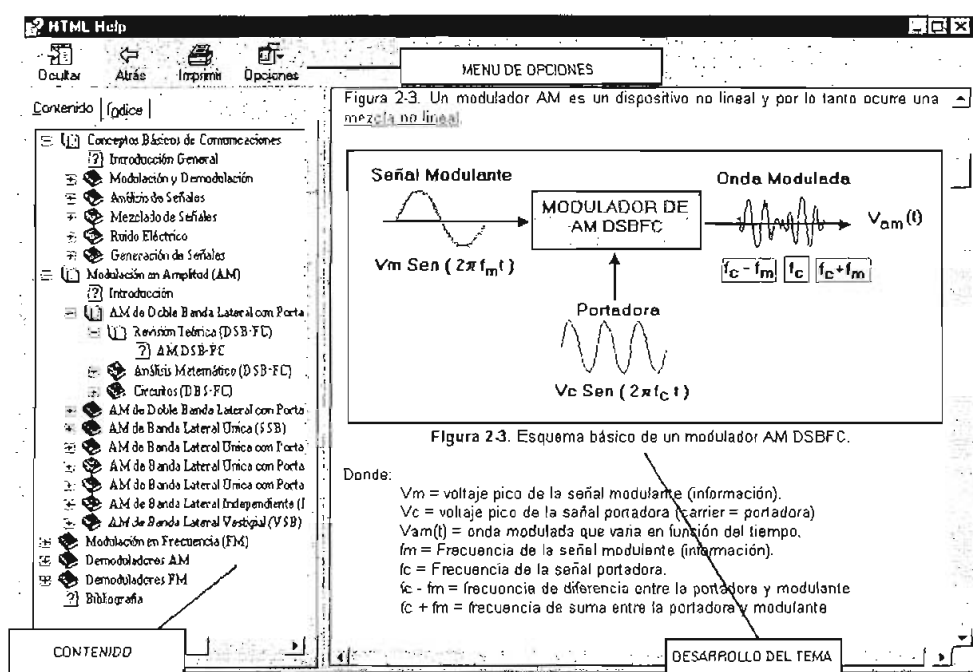 HTML Help
Ocultar Atrás Imprimir Opciones
MENU DE OPCIONES
Contenido Índice
Conceptos Básicos de Comunicaciones
Introducción General
Modulación y Demodulación
Análisis de Señales
Mezclado de Señales
Ruido Eléctrico
Generación de Señales
Modulación en Amplitud (AM)
Introducción
AM de Doble Banda Lateral con Porta
Revisión Teórica (DSB-FC)
AM DSB-FC
Análisis Matemático (DSB-FC)
Circuitos (DBS-FC)
AM de Doble Banda Lateral con Porta
AM de Banda Lateral Unica (SSB)
AM de Banda Lateral Unica con Porta
AM de Banda Lateral Unica con Porta
AM de Banda Lateral Unica con Porta
AM de Banda Lateral Independiente (I
AM de Banda Lateral Vestigial (VSB)
Modulación en Frecuencia (FM)
Demoduladores AM
Demoduladores FM
Bibliografia
CONTENIDO
Figura 2-3. Un modulador AM es un dispositivo no lineal y por lo tanto ocurre una
mezcla no lineal.
Señal Modulante
Vm Sen ( 2πfmt )
MODULADOR DE
AM DSBFC
Onda Modulada
Vam(t)
fc - fm fc fc+fm
Portadora
Vc Sen ( 2πfc t )
Figura 2-3. Esquema básico de un modulador AM DSBFC.
Donde:
Vm = voltaje pico de la señal modulante (información).
Vc = voltaje pico de la señal portadora (carrier = portadora)
Vam(t) = onda modulada que varia en función del tiempo.
fm = Frecuencia de la señal modulante (información).
fc = Frecuencia de la señal portadora.
fc - fm = frecuencia de diferencia entre la portadora y modulante
fc + fm = frecuencia de suma entre la portadora y modulante
DESARROLLO DEL TEMA